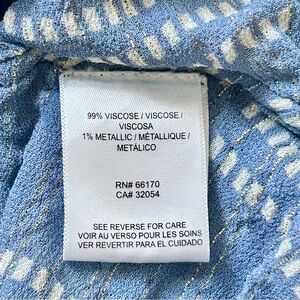 99% VISCOSE / VISCOSE /
VISCOSA
1% METALLIC / MÉTALLIQUE /
METÁLICO
RN# 66170
CA# 32054
SEE REVERSE FOR CARE
VOIR AU VERSO POUR LES SOINS
VER REVERTIR PARA EL CUIDADO